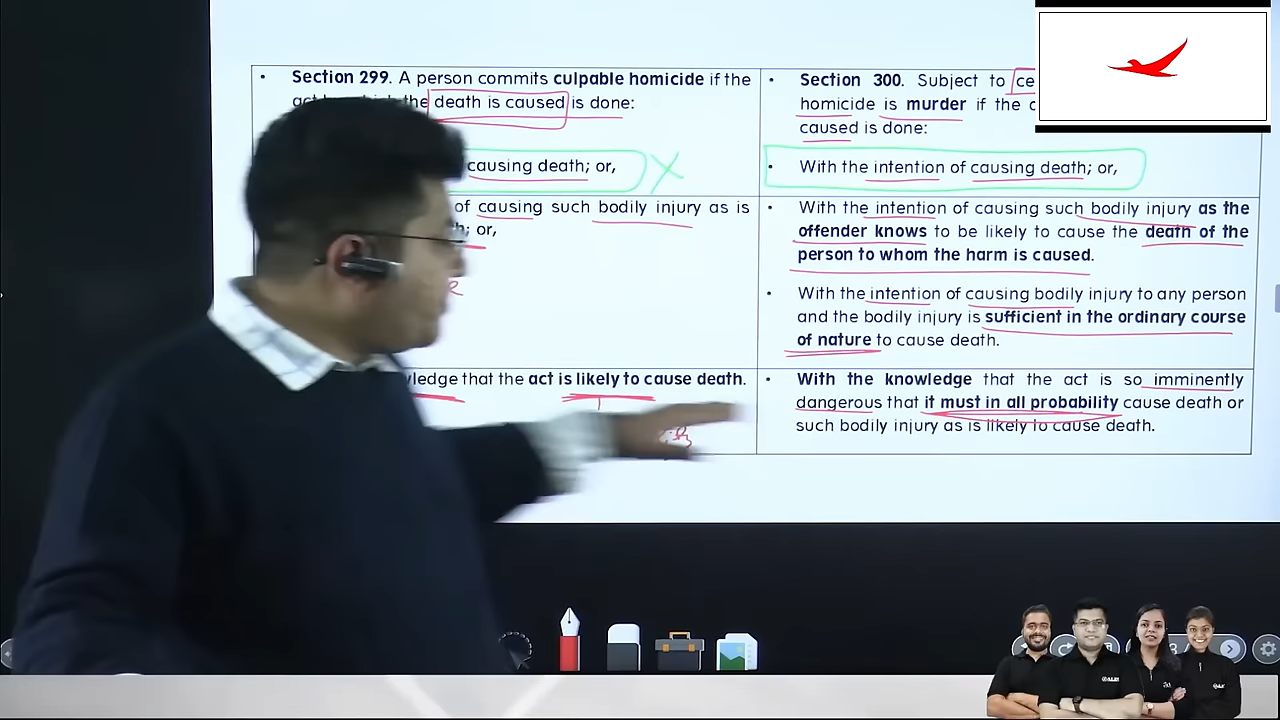 Section 299. A person commits culpable homicide if the
the death is caused is done:
causing death; or,
of causing such bodily injury as is
or,
that the act is likely to cause death.
Section 300. Subject to
homicide is murder if the
caused is done:
With the intention of causing death; or,
With the intention of causing such bodily injury as the
offender knows to be likely to cause the death of the
person to whom the harm is caused.
With the intention of causing bodily injury to any person
and the bodily injury is sufficient in the ordinary course
of nature to cause death.
With the knowledge that the act is so imminently
dangerous that it must in all probability cause death or
such bodily injury as is likely to cause death.